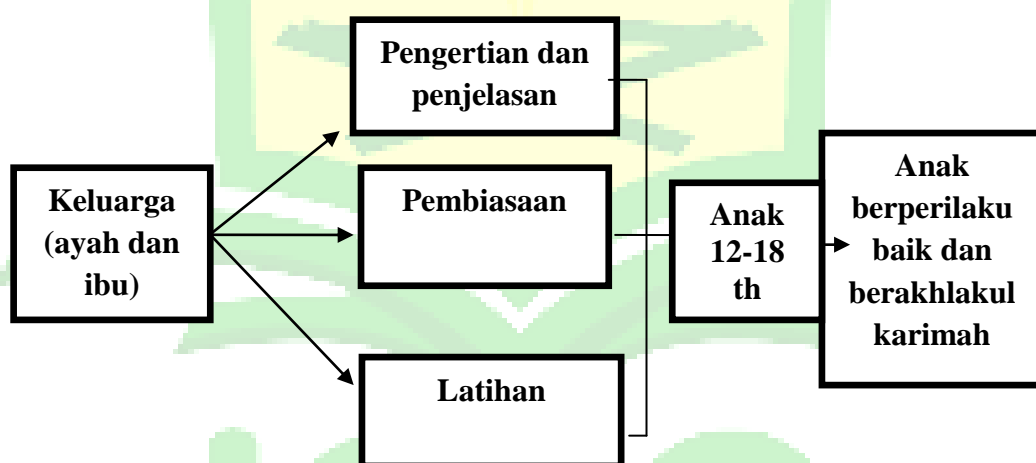 Pengertian dan
penjelasan
Keluarga
(ayah dan
ibu)
Pembiasaan
Latihan
Anak
12-18
th
Anak
berperilaku
baik dan
berakhlakul
karimah